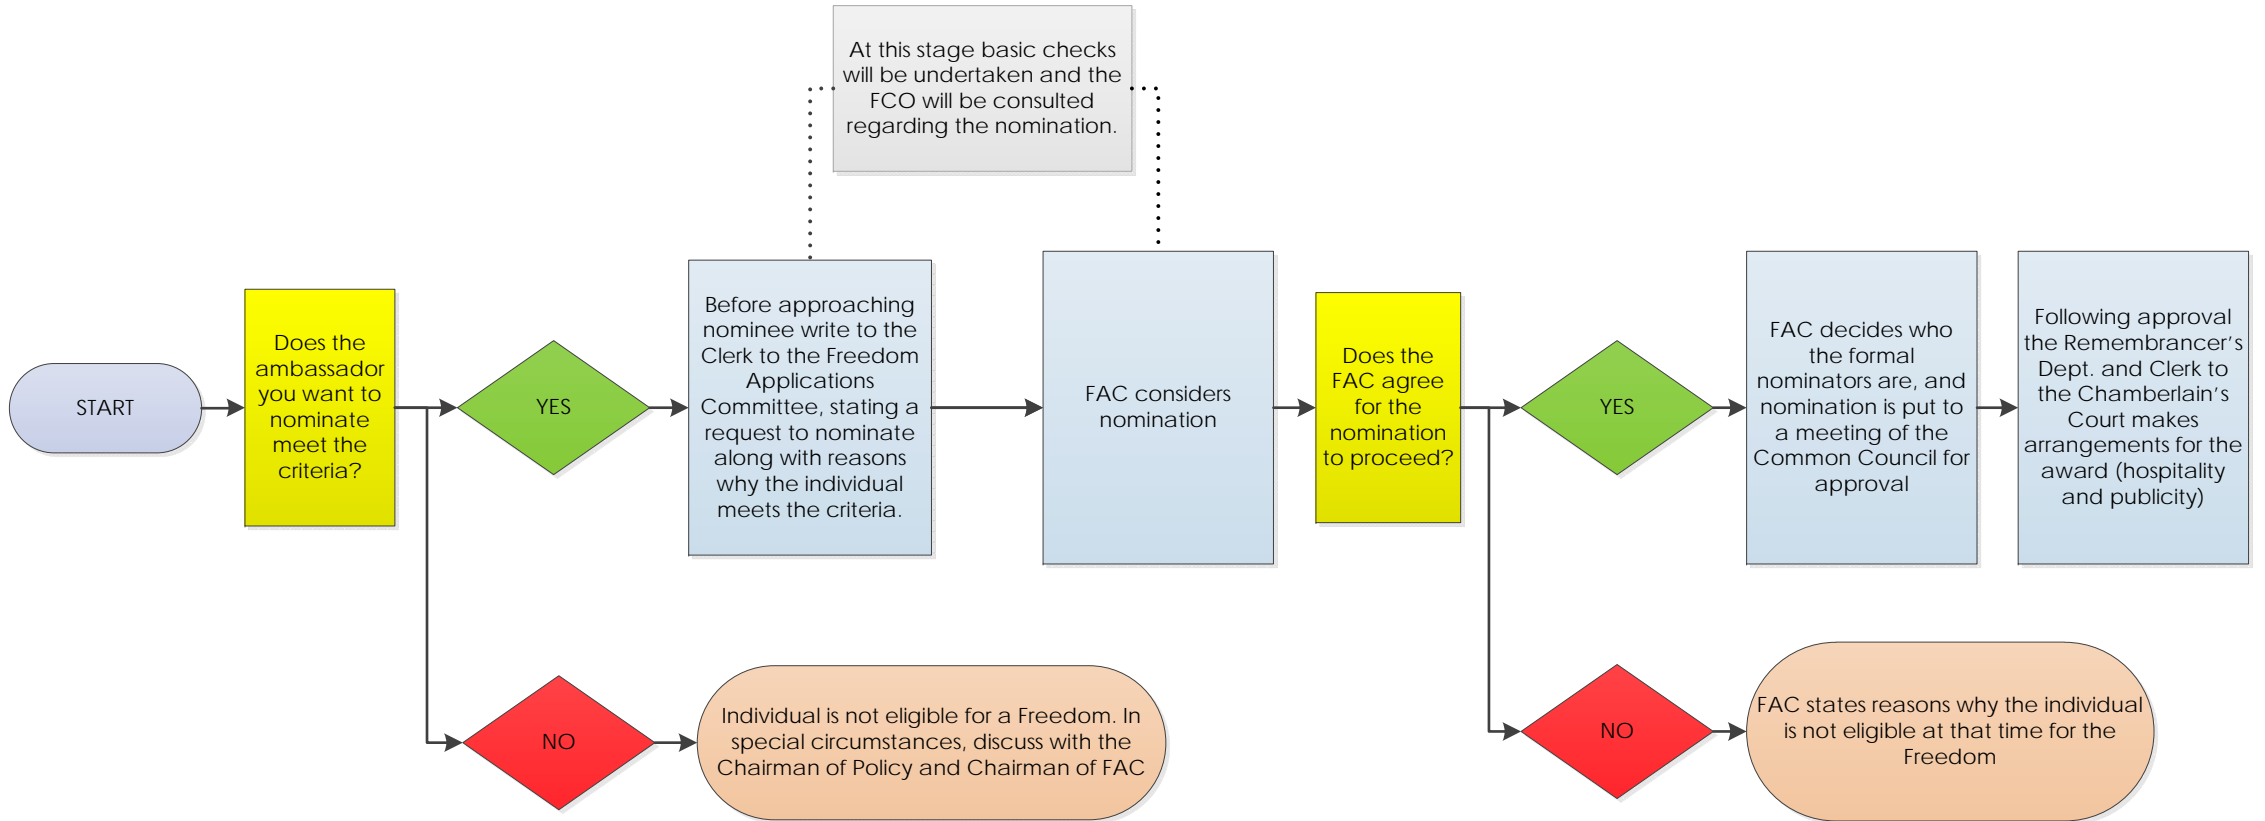 At this stage basic checks
will be undertaken and the
FCO will be consulted
regarding the nomination.
START
Does the
ambassador
you want to
nominate
meet the
criteria?
YES
Before approaching
nominee write to the
Clerk to the Freedom
Applications
Committee, stating a
request to nominate
along with reasons
why the individual
meets the criteria.
FAC considers
nomination
Does the
FAC agree
for the
nomination
to proceed?
YES
FAC decides who
the formal
nominators are, and
nomination is put to
a meeting of the
Common Council for
approval
Following approval
the Remembrancer’s
Dept. and Clerk to
the Chamberlain’s
Court makes
arrangements for the
award (hospitality
and publicity)
NO
Individual is not eligible for a Freedom. In
special circumstances, discuss with the
Chairman of Policy and Chairman of FAC
NO
FAC states reasons why the individual
is not eligible at that time for the
Freedom